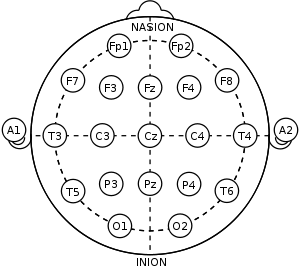 NASION
Fp1 Fp2
F7 F3 Fz F4 F8
A1 T3 C3 Cz C4 T4 A2
T5 P3 Pz P4 T6
O1 O2
INION